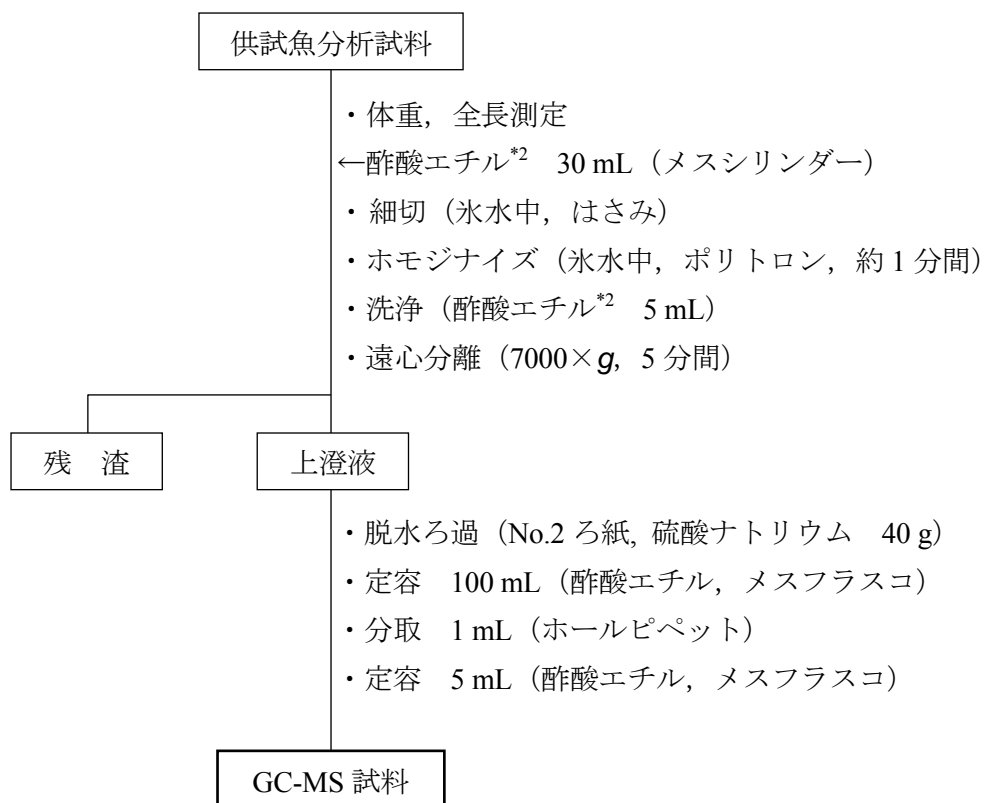 供試魚分析試料
・体重，全長測定
←酢酸エチル*2　30 mL（メスシリンダー）
・細切（氷水中，はさみ）
・ホモジナイズ（氷水中，ポリトロン，約 1 分間）
・洗浄（酢酸エチル*2　5 mL）
・遠心分離（7000×g，5 分間）
残　渣
上澄液
・脱水ろ過（No.2 ろ紙, 硫酸ナトリウム　40 g）
・定容　100 mL（酢酸エチル，メスフラスコ）
・分取　1 mL（ホールピペット）
・定容　5 mL（酢酸エチル，メスフラスコ）
GC-MS 試料